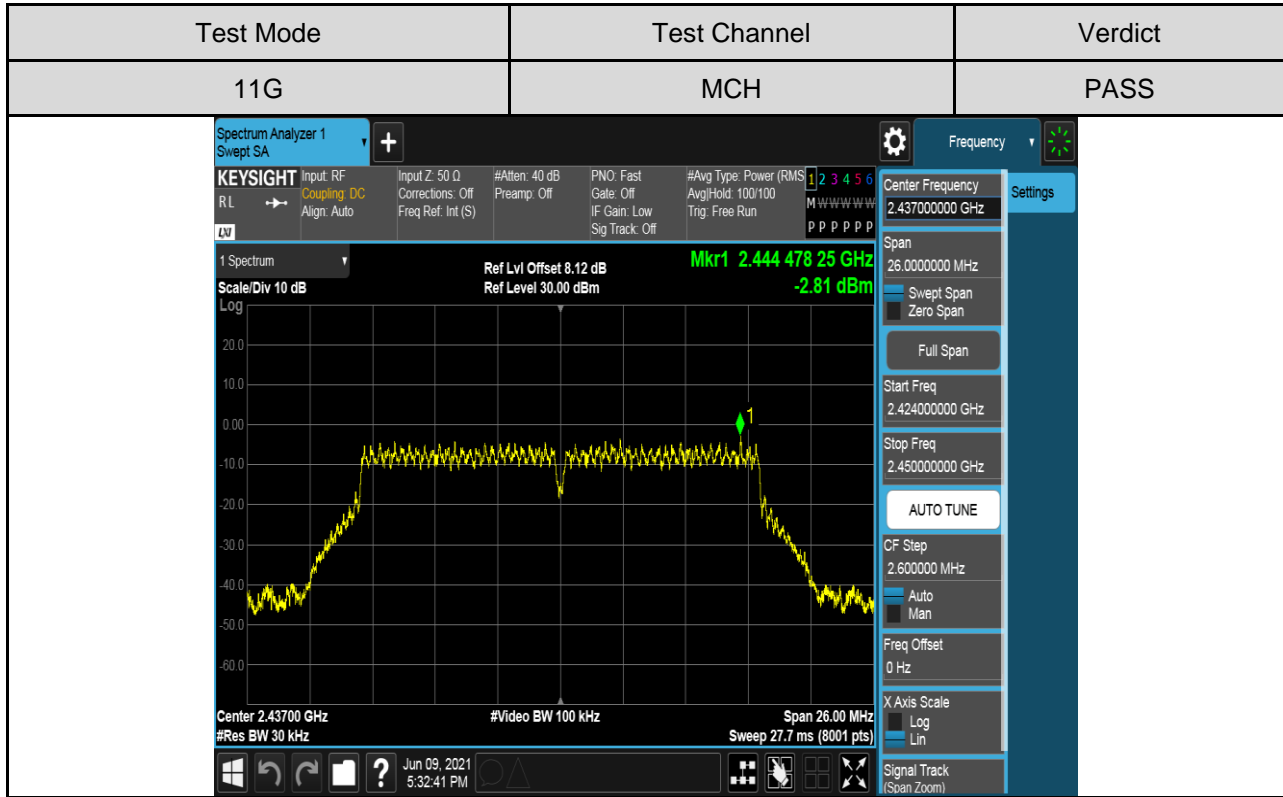 Test Mode Test Channel Verdict
11G MCH PASS
Spectrum Analyzer 1
Swept SA
+
Frequency
KEYSIGHT Input: RF Input Z: 50 Ω #Atten: 40 dB PNO: Fast #Avg Type: Power (RMS 1 2 3 4 5 6
RL Coupling: DC Corrections: Off Preamp: Off Gate: Off Avg|Hold: 100/100 M W W W W W
Align: Auto Freq Ref: Int (S) IF Gain: Low Trig: Free Run
LXI Sig Track: Off P P P P P P
1 Spectrum
Ref Lvl Offset 8.12 dB Mkr1 2.444 478 25 GHz
Scale/Div 10 dB Ref Level 30.00 dBm -2.81 dBm
Log
20.0
10.0
0.00
-10.0
-20.0
-30.0
-40.0
-50.0
-60.0
1
Center 2.43700 GHz #Video BW 100 kHz Span 26.00 MHz
#Res BW 30 kHz Sweep 27.7 ms (8001 pts)
Center Frequency
2.437000000 GHz
Settings
Span
26.0000000 MHz
Swept Span
Zero Span
Full Span
Start Freq
2.424000000 GHz
Stop Freq
2.450000000 GHz
AUTO TUNE
CF Step
2.600000 MHz
Auto
Man
Freq Offset
0 Hz
X Axis Scale
Log
Lin
Signal Track
(Span Zoom)
? Jun 09, 2021
5:32:41 PM